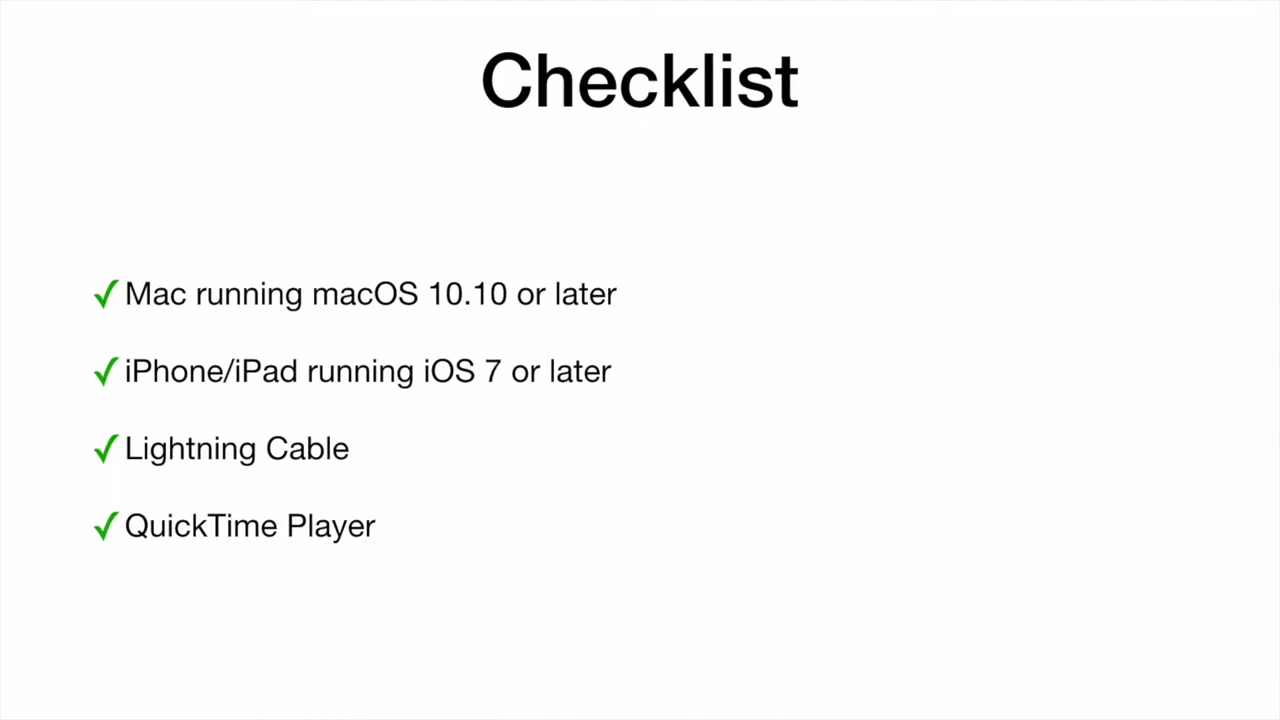 Checklist
✓ Mac running macOS 10.10 or later
✓ iPhone/iPad running iOS 7 or later
✓ Lightning Cable
✓ QuickTime Player